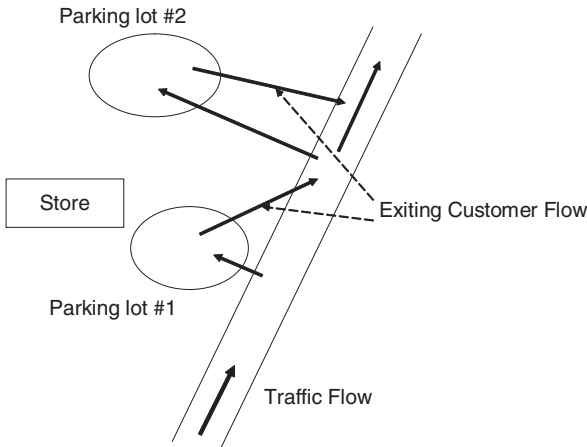 Parking lot #2
Store
Exiting Customer Flow
Parking lot #1
Traffic Flow